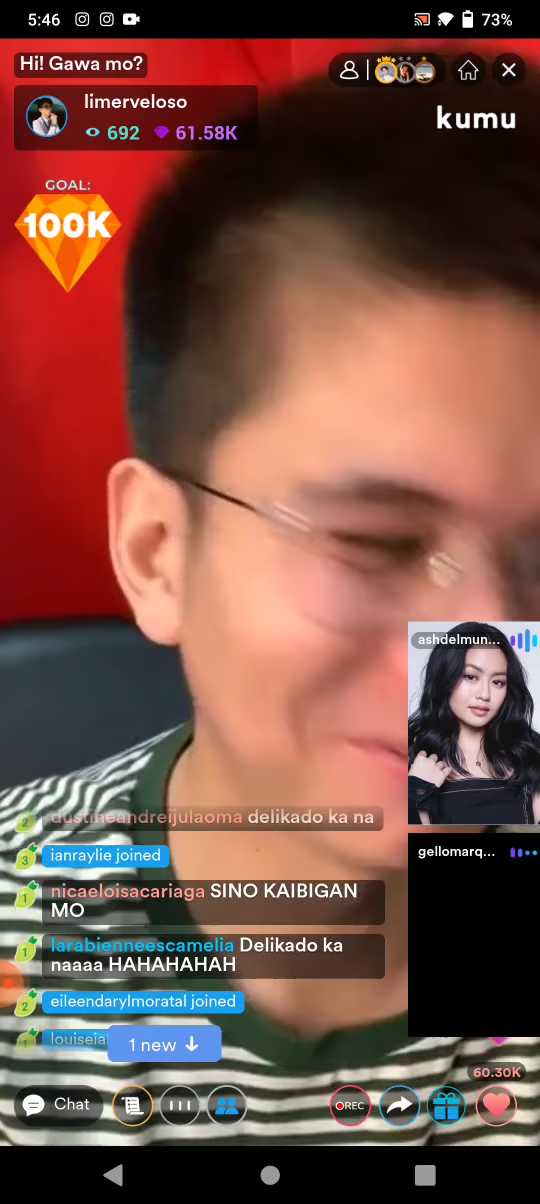 5:46
73%
Hi! Gawa mo?
limerveloso
692 61.58K
kumu
GOAL:
100K
ashdelmun...
gellomarq...
dustineandreijulaoma delikado ka na
2
ianraylie joined
3
nicaeloisacariaga SINO KAIBIGAN
MO
1
larabienneescamelia Delikado ka
naaaa HAHAHAHAH
1
eileendarylmoratal joined
2
1 new
60.30K
Chat
REC